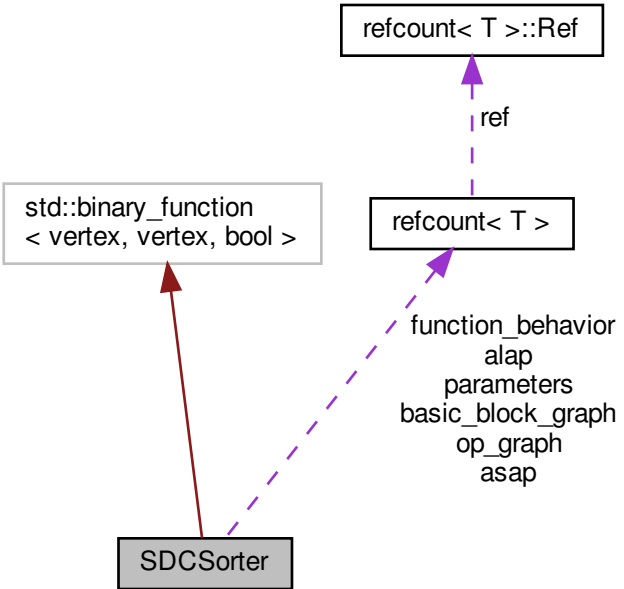 refcount< T >::Ref
ref
std::binary_function
< vertex, vertex, bool >
refcount< T >
function_behavior
alap
parameters
basic_block_graph
op_graph
asap
SDCSorter